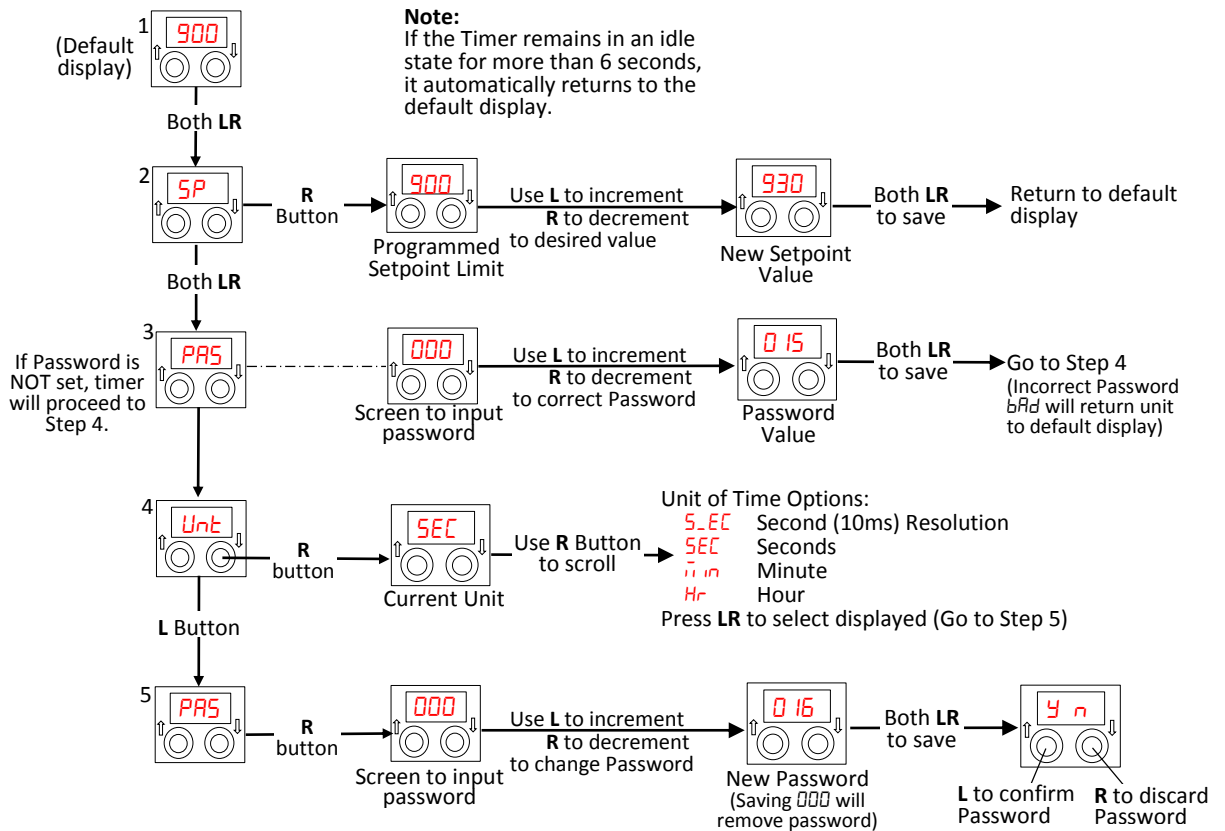 1
900
(Default
display)
Note:
If the Timer remains in an idle
state for more than 6 seconds,
it automatically returns to the
default display.
Both LR
2
SP
R
Button
900
Programmed
Setpoint Limit
Use L to increment
R to decrement
to desired value
930
New Setpoint
Value
Both LR
to save
Return to default
display
Both LR
3
PAS
If Password is
NOT set, timer
will proceed to
Step 4.
000
Screen to input
password
Use L to increment
R to decrement
to correct Password
015
Password
Value
Both LR
to save
Go to Step 4
(Incorrect Password
bAd will return unit
to default display)
4
Unt
R
button
SEC
Current Unit
Use R Button
to scroll
Unit of Time Options:
S_EC Second (10ms) Resolution
SEC Seconds
min Minute
Hr Hour
Press LR to select displayed (Go to Step 5)
L Button
5
PAS
R
button
000
Screen to input
password
Use L to increment
R to decrement
to change Password
016
New Password
(Saving 000 will
remove password)
Both LR
to save
y n
L to confirm
Password
R to discard
Password